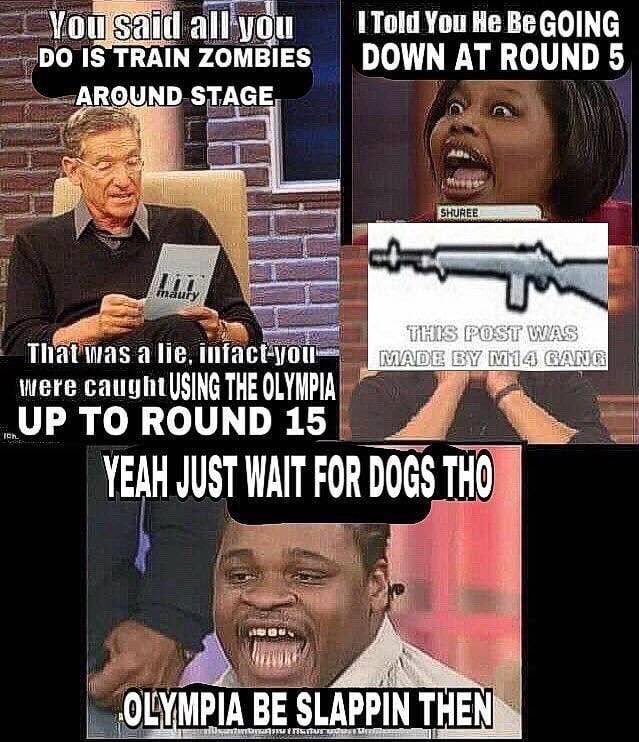 You said all you
DO IS TRAIN ZOMBIES
AROUND STAGE
maury
That was a lie, infact you
were caught USING THE OLYMPIA
UP TO ROUND 15
I Told You He Be GOING
DOWN AT ROUND 5
SHUREE
THIS POST WAS
MADE BY M14 GANG
YEAH JUST WAIT FOR DOGS THO
OLYMPIA BE SLAPPIN THEN